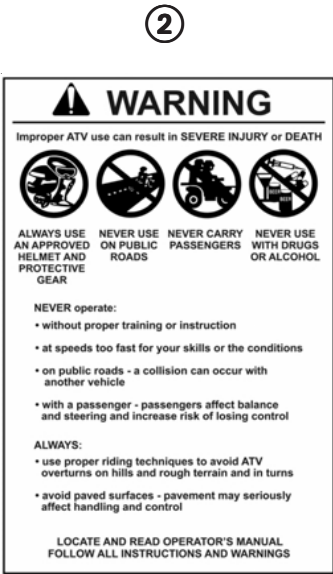 2
WARNING
Improper ATV use can result in SEVERE INJURY or DEATH
ALWAYS USE
AN APPROVED
HELMET AND
PROTECTIVE
GEAR
NEVER USE
ON PUBLIC
ROADS
NEVER CARRY
PASSENGERS
NEVER USE
WITH DRUGS
OR ALCOHOL
BEER
BEER
NEVER operate:
• without proper training or instruction
• at speeds too fast for your skills or the conditions
• on public roads - a collision can occur with
another vehicle
• with a passenger - passengers affect balance
and steering and increase risk of losing control
ALWAYS:
• use proper riding techniques to avoid ATV
overturns on hills and rough terrain and in turns
• avoid paved surfaces - pavement may seriously
affect handling and control
LOCATE AND READ OPERATOR'S MANUAL
FOLLOW ALL INSTRUCTIONS AND WARNINGS